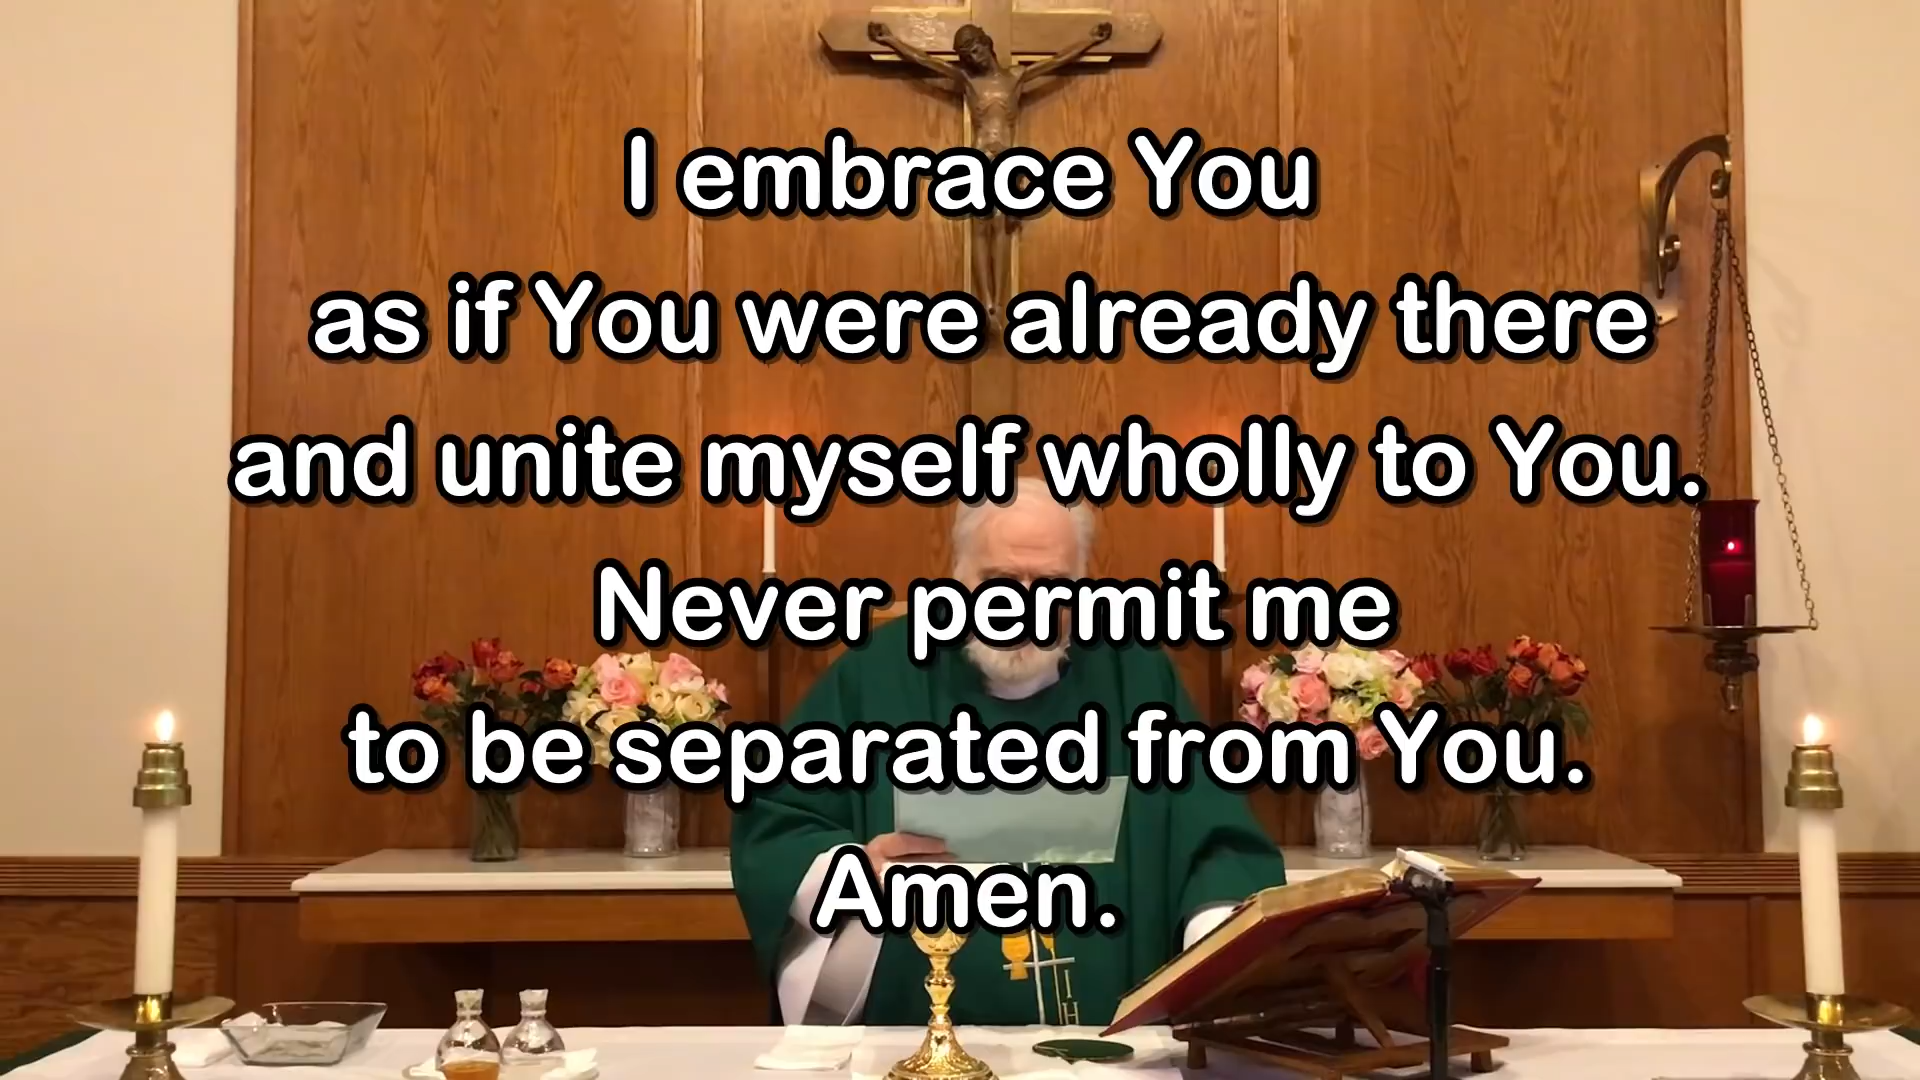 I embrace You
as if You were already there
and unite myself wholly to You.
Never permit me
to be separated from You.
Amen.